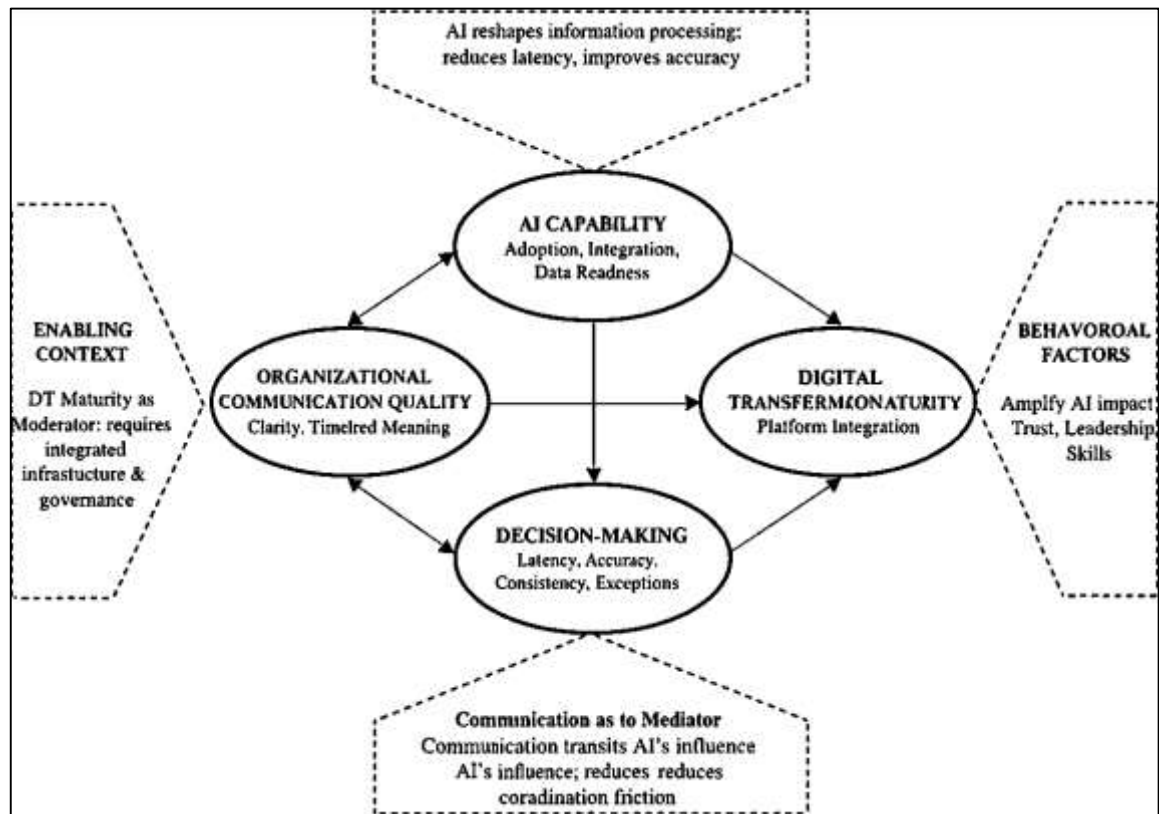 AI reshapes information processing:
reduces latency, improves accuracy
AI CAPABILITY
Adoption, Integration,
Data Readness
ENABLING
CONTEXT
DT Maturity as
Moderator: requires
integrated
infrastucture &
governance
ORGANIZATIONAL
COMMUNICATION QUALITY
Clarity, Timelred Meaning
DIGITAL
TRANSFERM‹ONATURITY
Platform Integration
BEHAVOROAL
FACTORS
Amplfy AI impact
Trust, Leadership
Skills
DECISION-MAKING
Latency, Accuracy,
Consistency, Exceptions
Communication as to Mediator
Communication transits AI's influence
AI's influence; reduces reduces
coradination friction